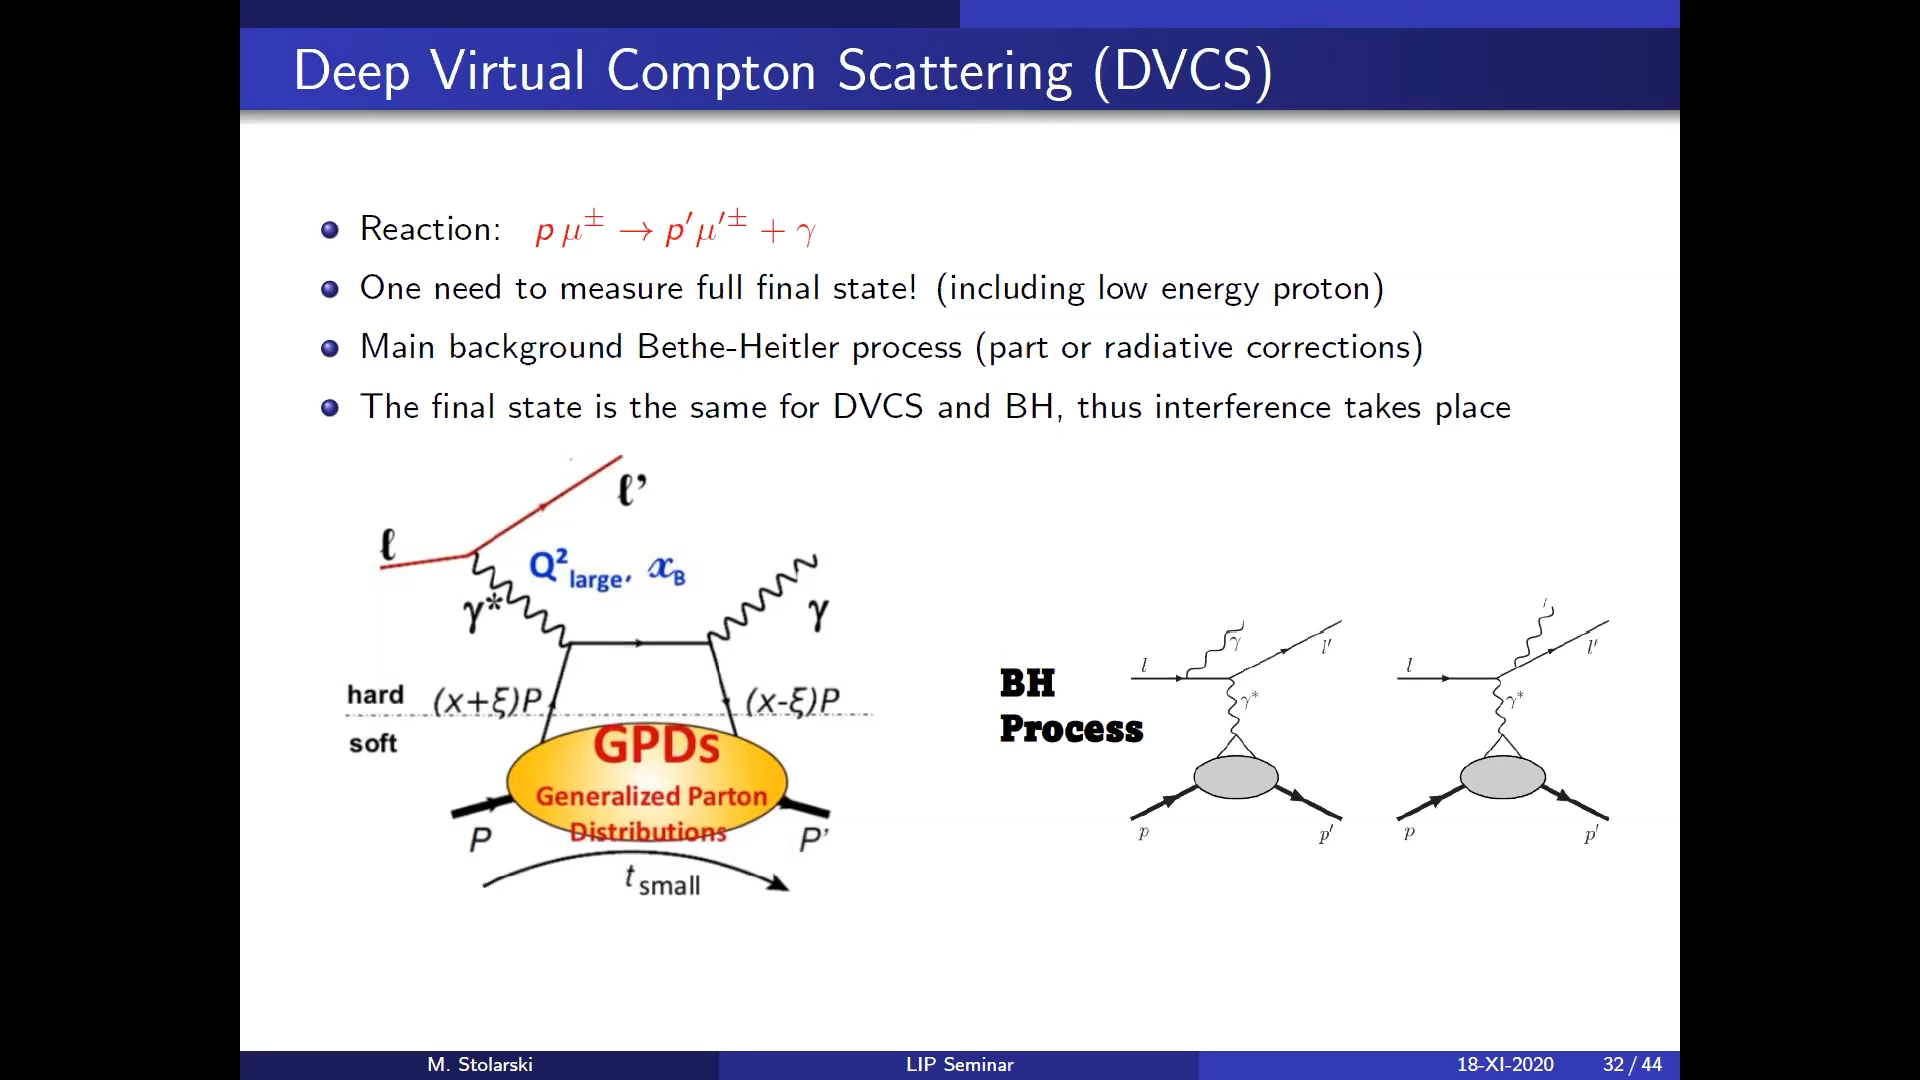 Deep Virtual Compton Scattering (DVCS)
Reaction: p μ± → p′μ′± + γ
One need to measure full final state! (including low energy proton)
Main background Bethe-Heitler process (part or radiative corrections)
The final state is the same for DVCS and BH, thus interference takes place
ℓ’
ℓ
Q² large, xB
γ*
γ
hard
(x+ξ)P
(x-ξ)P
soft
GPDs
Generalized Parton
Distributions
P
P’
t small
BH
Process
l
γ
l′
γ*
p
p′
l
l′
γ*
p
p′
M. Stolarski
LIP Seminar
18-XI-2020
32 / 44